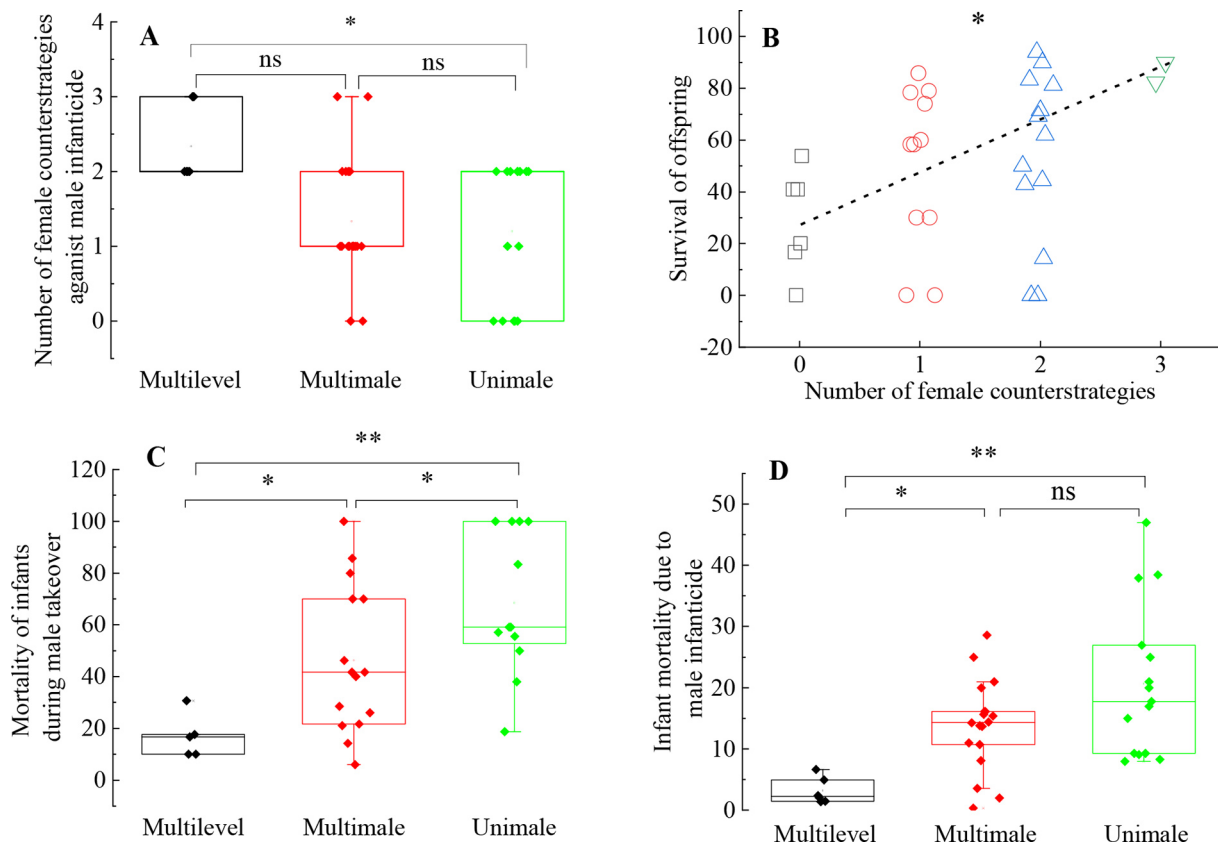 A
*
ns
ns
4
3
2
1
0
Number of female counterstrategies
aganist male infanticide
Multilevel
Multimale
Unimale
B
*
100
80
60
40
20
0
-20
Survival of offspring
0
1
2
3
Number of female counterstrategies
C
**
*
*
120
100
80
60
40
20
0
Mortality of infants
during male takeover
Multilevel
Multimale
Unimale
D
**
*
ns
50
40
30
20
10
0
Infant mortality due to
male infanticide
Multilevel
Multimale
Unimale